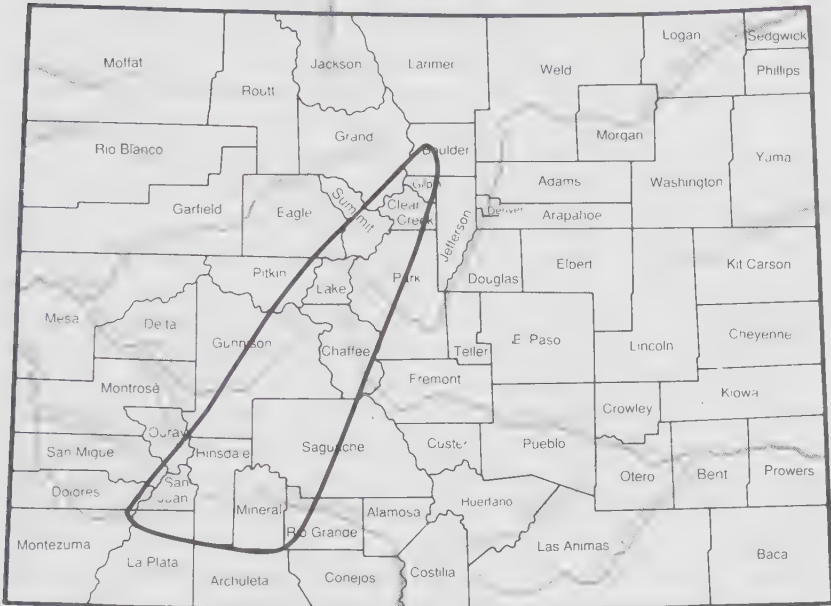 Logan
Sedgwick
Moffat
Jackson
Larimer
Weld
Phillips
Routt
Grand
Morgan
Rio Blanco
Boulder
Yuma
Gilpin
Adams
Washington
Garfield
Eagle
Summit
Clear
Creek
Denver
Arapahoe
Jefferson
Pitkin
Lake
Park
Douglas
Elbert
Kit Carson
Mesa
Delta
Gunnison
Chaffee
Teller
El Paso
Lincoln
Cheyenne
Montrose
Fremont
Crowley
Kiowa
Ouray
San Miguel
Hinsdale
Saguache
Custer
Pueblo
Otero
Bent
Prowers
Dolores
San
Juan
Mineral
Rio Grande
Alamosa
Huerfano
Montezuma
La Plata
Archuleta
Conejos
Costilla
Las Animas
Baca